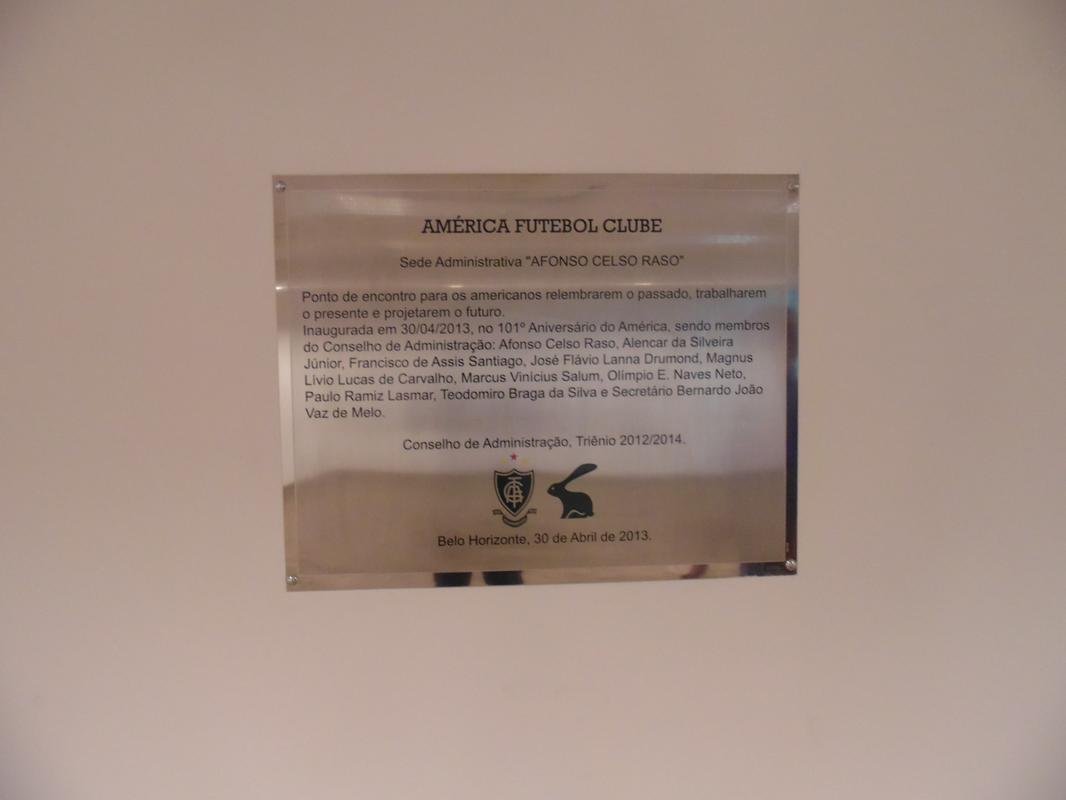 AMÉRICA FUTEBOL CLUBE
Sede Administrativa "AFONSO CELSO RASO"
Ponto de encontro para os americanos relembrarem o passado, trabalharem
o presente e projetarem o futuro.
Inaugurada em 30/04/2013, no 101º Aniversário do América, sendo membros
do Conselho de Administração: Afonso Celso Raso, Alencar da Silveira
Júnior, Francisco de Assis Santiago, José Flávio Lanna Drumond, Magnus
Lívio Lucas de Carvalho, Marcus Vinícius Salum, Olímpio E. Naves Neto,
Paulo Ramiz Lasmar, Teodomiro Braga da Silva e Secretário Bernardo João
Vaz de Melo.
Conselho de Administração, Triênio 2012/2014.
Belo Horizonte, 30 de Abril de 2013.